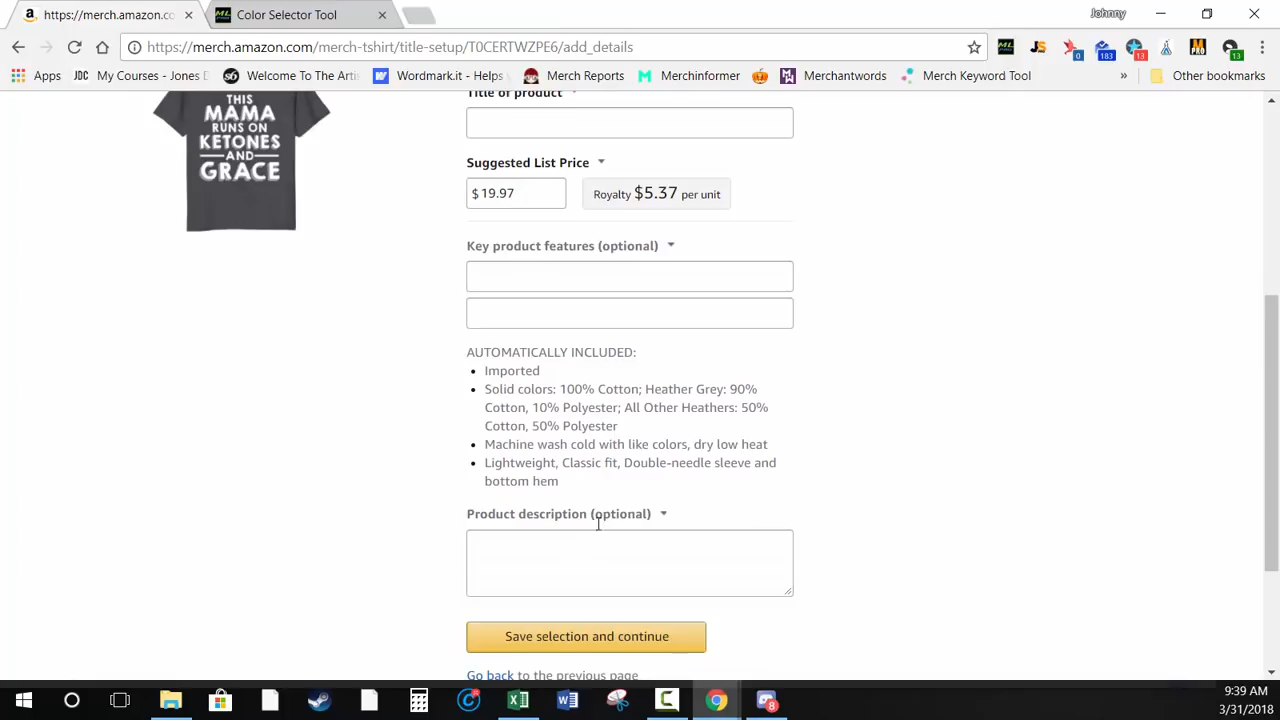 https://merch.amazon.co
Color Selector Tool
Johnny
https://merch.amazon.com/merch-tshirt/title-setup/T0CERTWZPE6/add_details
Apps
My Courses - Jones D
Welcome To The Arti
Wordmark.it - Helps
Merch Reports
Merchinformer
Merchantwords
Merch Keyword Tool
»
Other bookmarks
THIS
MAMA
RUNS ON
KETONES
AND
GRACE
Title of product
Suggested List Price
$ 19.97
Royalty $5.37 per unit
Key product features (optional)
AUTOMATICALLY INCLUDED:
Imported
Solid colors: 100% Cotton; Heather Grey: 90%
Cotton, 10% Polyester; All Other Heathers: 50%
Cotton, 50% Polyester
Machine wash cold with like colors, dry low heat
Lightweight, Classic fit, Double-needle sleeve and
bottom hem
Product description (optional)
Save selection and continue
Go back to the previous page
9:39 AM
3/31/2018